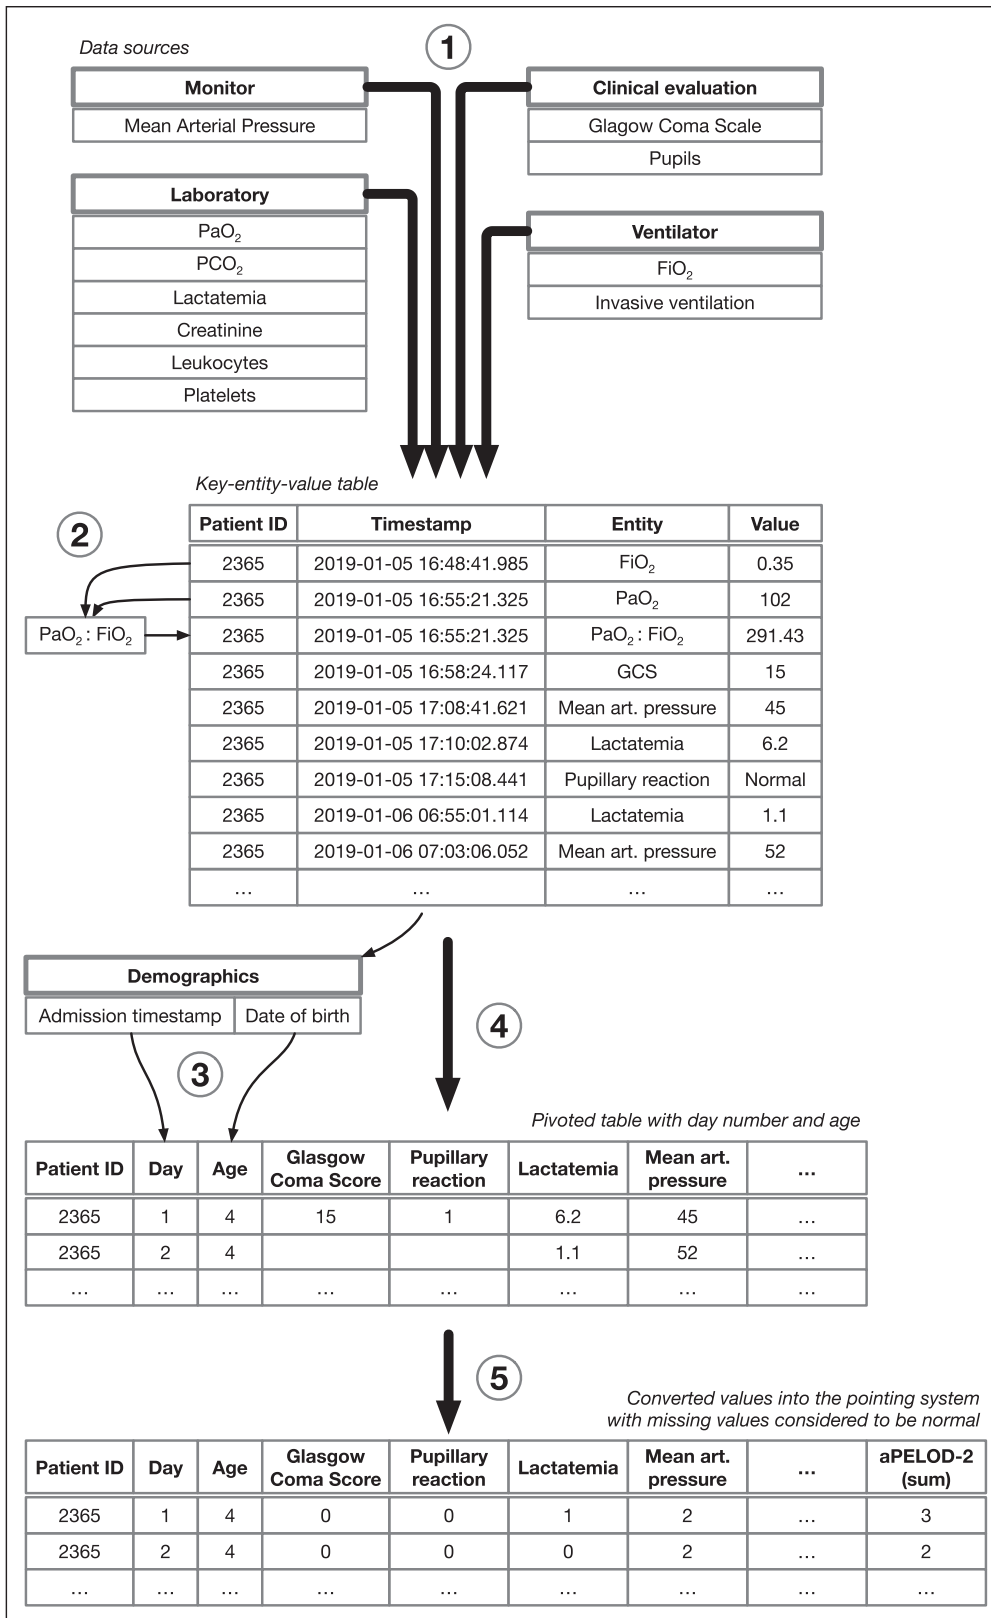 Data sources
1
Monitor
Mean Arterial Pressure
Clinical evaluation
Glagow Coma Scale
Pupils
Laboratory
PaO₂
PCO₂
Lactatemia
Creatinine
Leukocytes
Platelets
Ventilator
FiO₂
Invasive ventilation
Key-entity-value table
2
PaO₂ : FiO₂
Patient ID Timestamp Entity Value
2365 2019-01-05 16:48:41.985 FiO₂ 0.35
2365 2019-01-05 16:55:21.325 PaO₂ 102
2365 2019-01-05 16:55:21.325 PaO₂ : FiO₂ 291.43
2365 2019-01-05 16:58:24.117 GCS 15
2365 2019-01-05 17:08:41.621 Mean art. pressure 45
2365 2019-01-05 17:10:02.874 Lactatemia 6.2
2365 2019-01-05 17:15:08.441 Pupillary reaction Normal
2365 2019-01-06 06:55:01.114 Lactatemia 1.1
2365 2019-01-06 07:03:06.052 Mean art. pressure 52
… … … …
Demographics
Admission timestamp Date of birth
3
4
Pivoted table with day number and age
Patient ID Day Age Glasgow Coma Score Pupillary reaction Lactatemia Mean art. pressure …
2365 1 4 15 1 6.2 45 …
2365 2 4 1.1 52 …
… … … … … … … …
5
Converted values into the pointing system
with missing values considered to be normal
Patient ID Day Age Glasgow Coma Score Pupillary reaction Lactatemia Mean art. pressure … aPELOD-2 (sum)
2365 1 4 0 0 1 2 … 3
2365 2 4 0 0 0 2 … 2
… … … … … … … … …